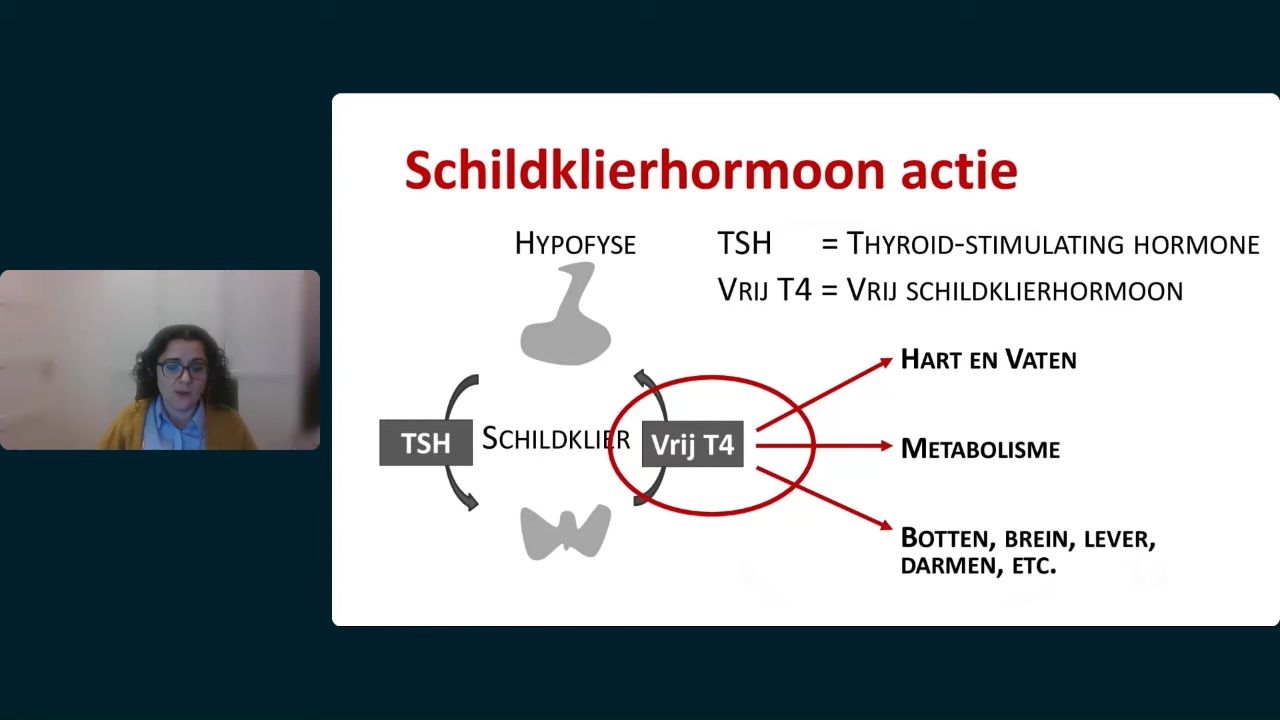 Schildklierhormoon actie
Hypofyse
TSH = Thyroid-stimulating hormone
Vrij T4 = Vrij schildklierhormoon
Hart en Vaten
TSH
Schildklier
Vrij T4
Metabolisme
Botten, brein, lever,
darmen, etc.